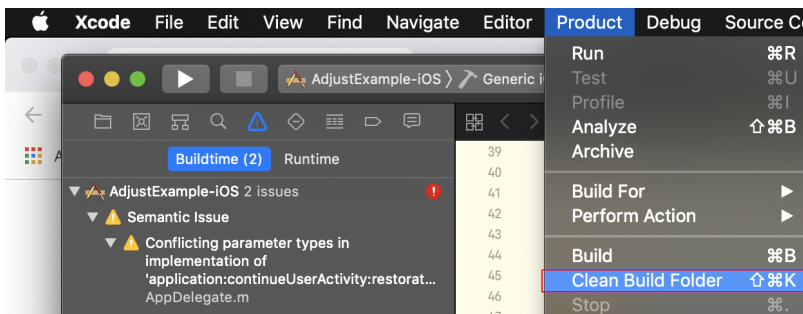 Xcode File Edit View Find Navigate Editor Product Debug Source C
AdjustExample-iOS 〉 Generic i
Buildtime (2) Runtime
AdjustExample-iOS 2 issues
Semantic Issue
Conflicting parameter types in
implementation of
'application:continueUserActivity:restorat...
AppDelegate.m
39
40
41
42
43
44
45
46
Run ⌘R
Test ⌘U
Profile ⌘I
Analyze ⇧⌘B
Archive
Build For ▶
Perform Action ▶
Build ⌘B
Clean Build Folder ⇧⌘K
Stop ⌘.